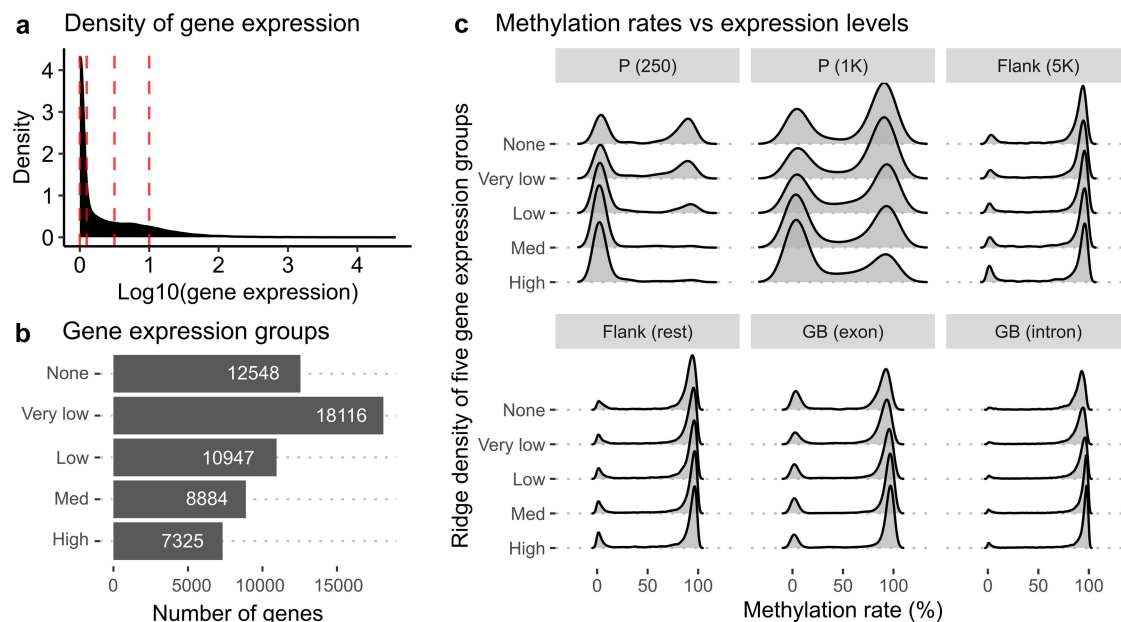 a Density of gene expression
Density
4
3
2
1
0
0 1 2 3 4
Log10(gene expression)
b Gene expression groups
None 12548
Very low 18116
Low 10947
Med 8884
High 7325
0 5000 10000 15000
Number of genes
c Methylation rates vs expression levels
Ridge density of five gene expression groups
P (250) P (1K) Flank (5K)
None
Very low
Low
Med
High
Flank (rest) GB (exon) GB (intron)
None
Very low
Low
Med
High
0 50 100 0 50 100 0 50 100
Methylation rate (%)